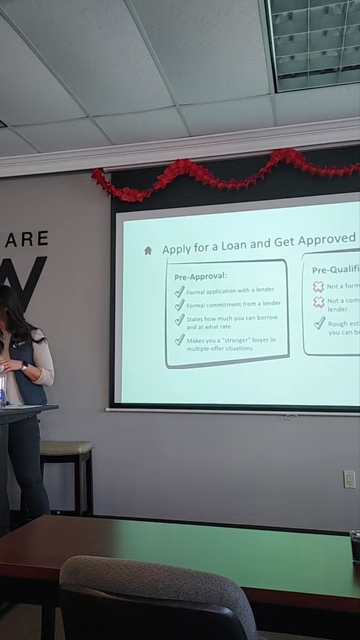 ARE
W
Apply for a Loan and Get Approved
Pre-Approval:
Formal application with a lender
Formal commitment from a lender
States how much you can borrow
and at what rate
Makes you a "stronger" buyer in
multiple-offer situations
Pre-Qualifi
Not a form
Not a com
lender
Rough est
you can b